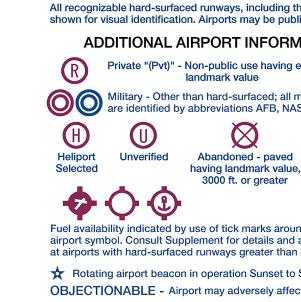 All recognizable hard-surfaced runways, including th
shown for visual identification. Airports may be publi
ADDITIONAL AIRPORT INFORM
R
Private "(Pvt)" - Non-public use having e
landmark value
Military - Other than hard-surfaced; all m
are identified by abbreviations AFB, NAS
H
U
Heliport
Selected
Unverified
Abandoned - paved
having landmark value,
3000 ft. or greater
Fuel availability indicated by use of tick marks aroun
airport symbol. Consult Supplement for details and a
at airports with hard-surfaced runways greater than
Rotating airport beacon in operation Sunset to S
OBJECTIONABLE - Airport may adversely affec